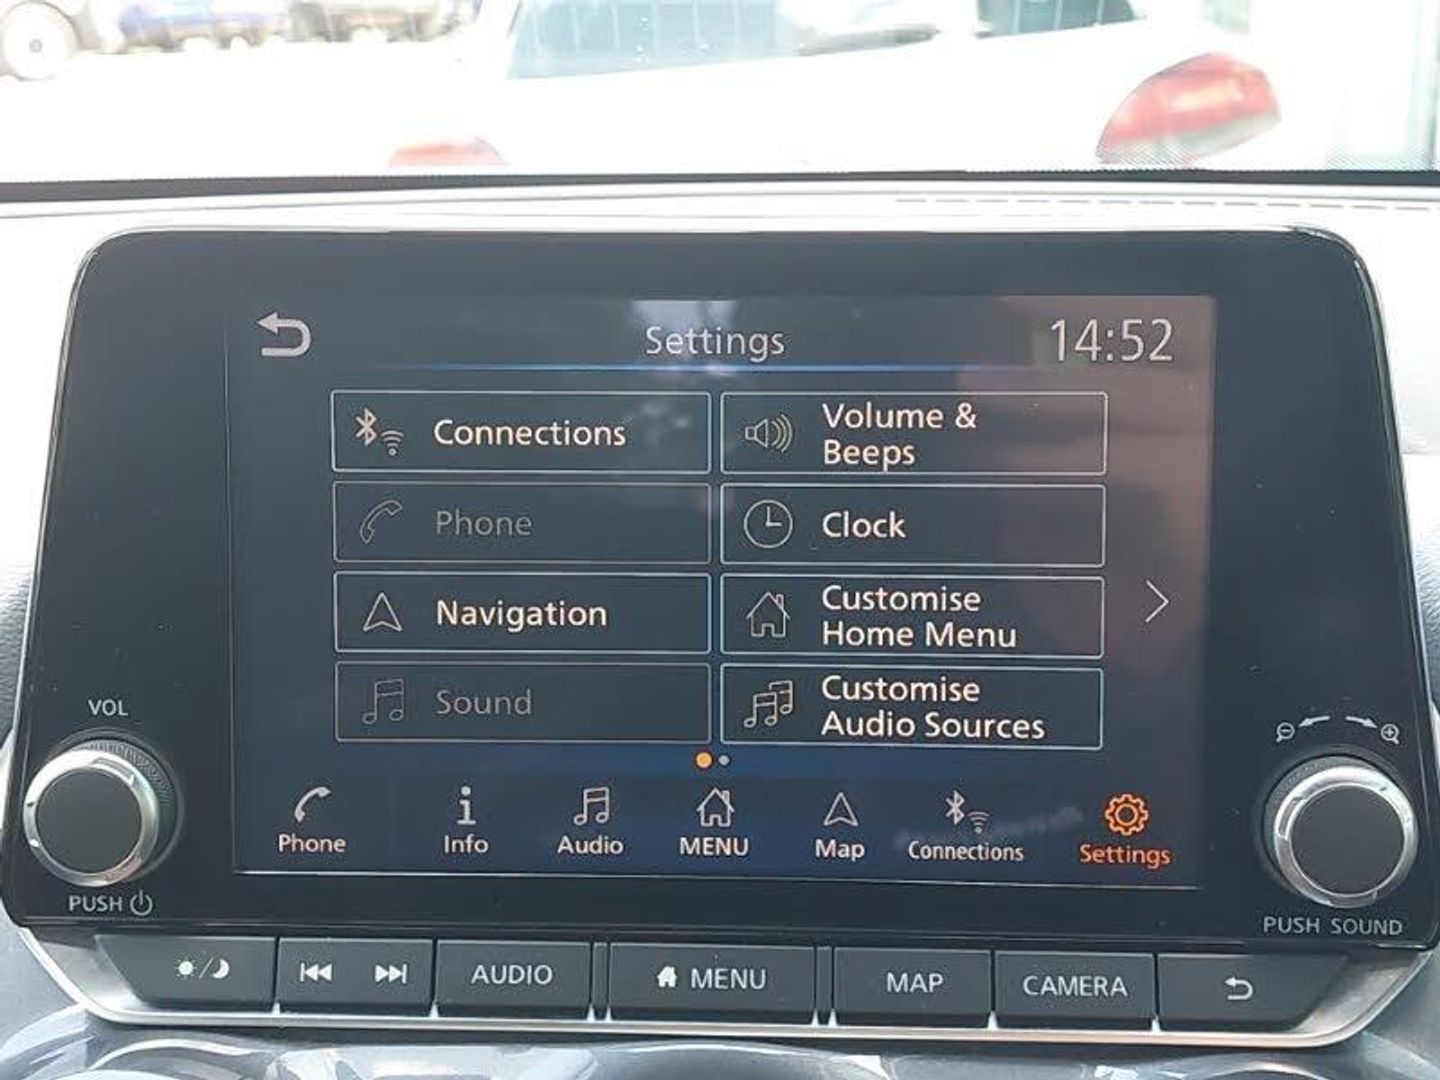 Settings
14:52
Connections
Volume &
Beeps
Phone
Clock
Navigation
Customise
Home Menu
Sound
Customise
Audio Sources
Phone
Info
Audio
MENU
Map
Connections
Settings
VOL
PUSH
PUSH SOUND
AUDIO
MENU
MAP
CAMERA